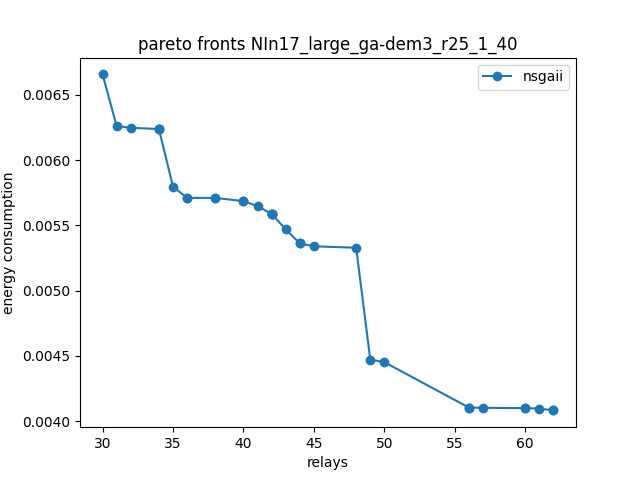 pareto fronts NIn17_large_ga-dem3_r25_1_40
nsgaii
energy consumption
0.0065
0.0060
0.0055
0.0050
0.0045
0.0040
30 35 40 45 50 55 60
relays